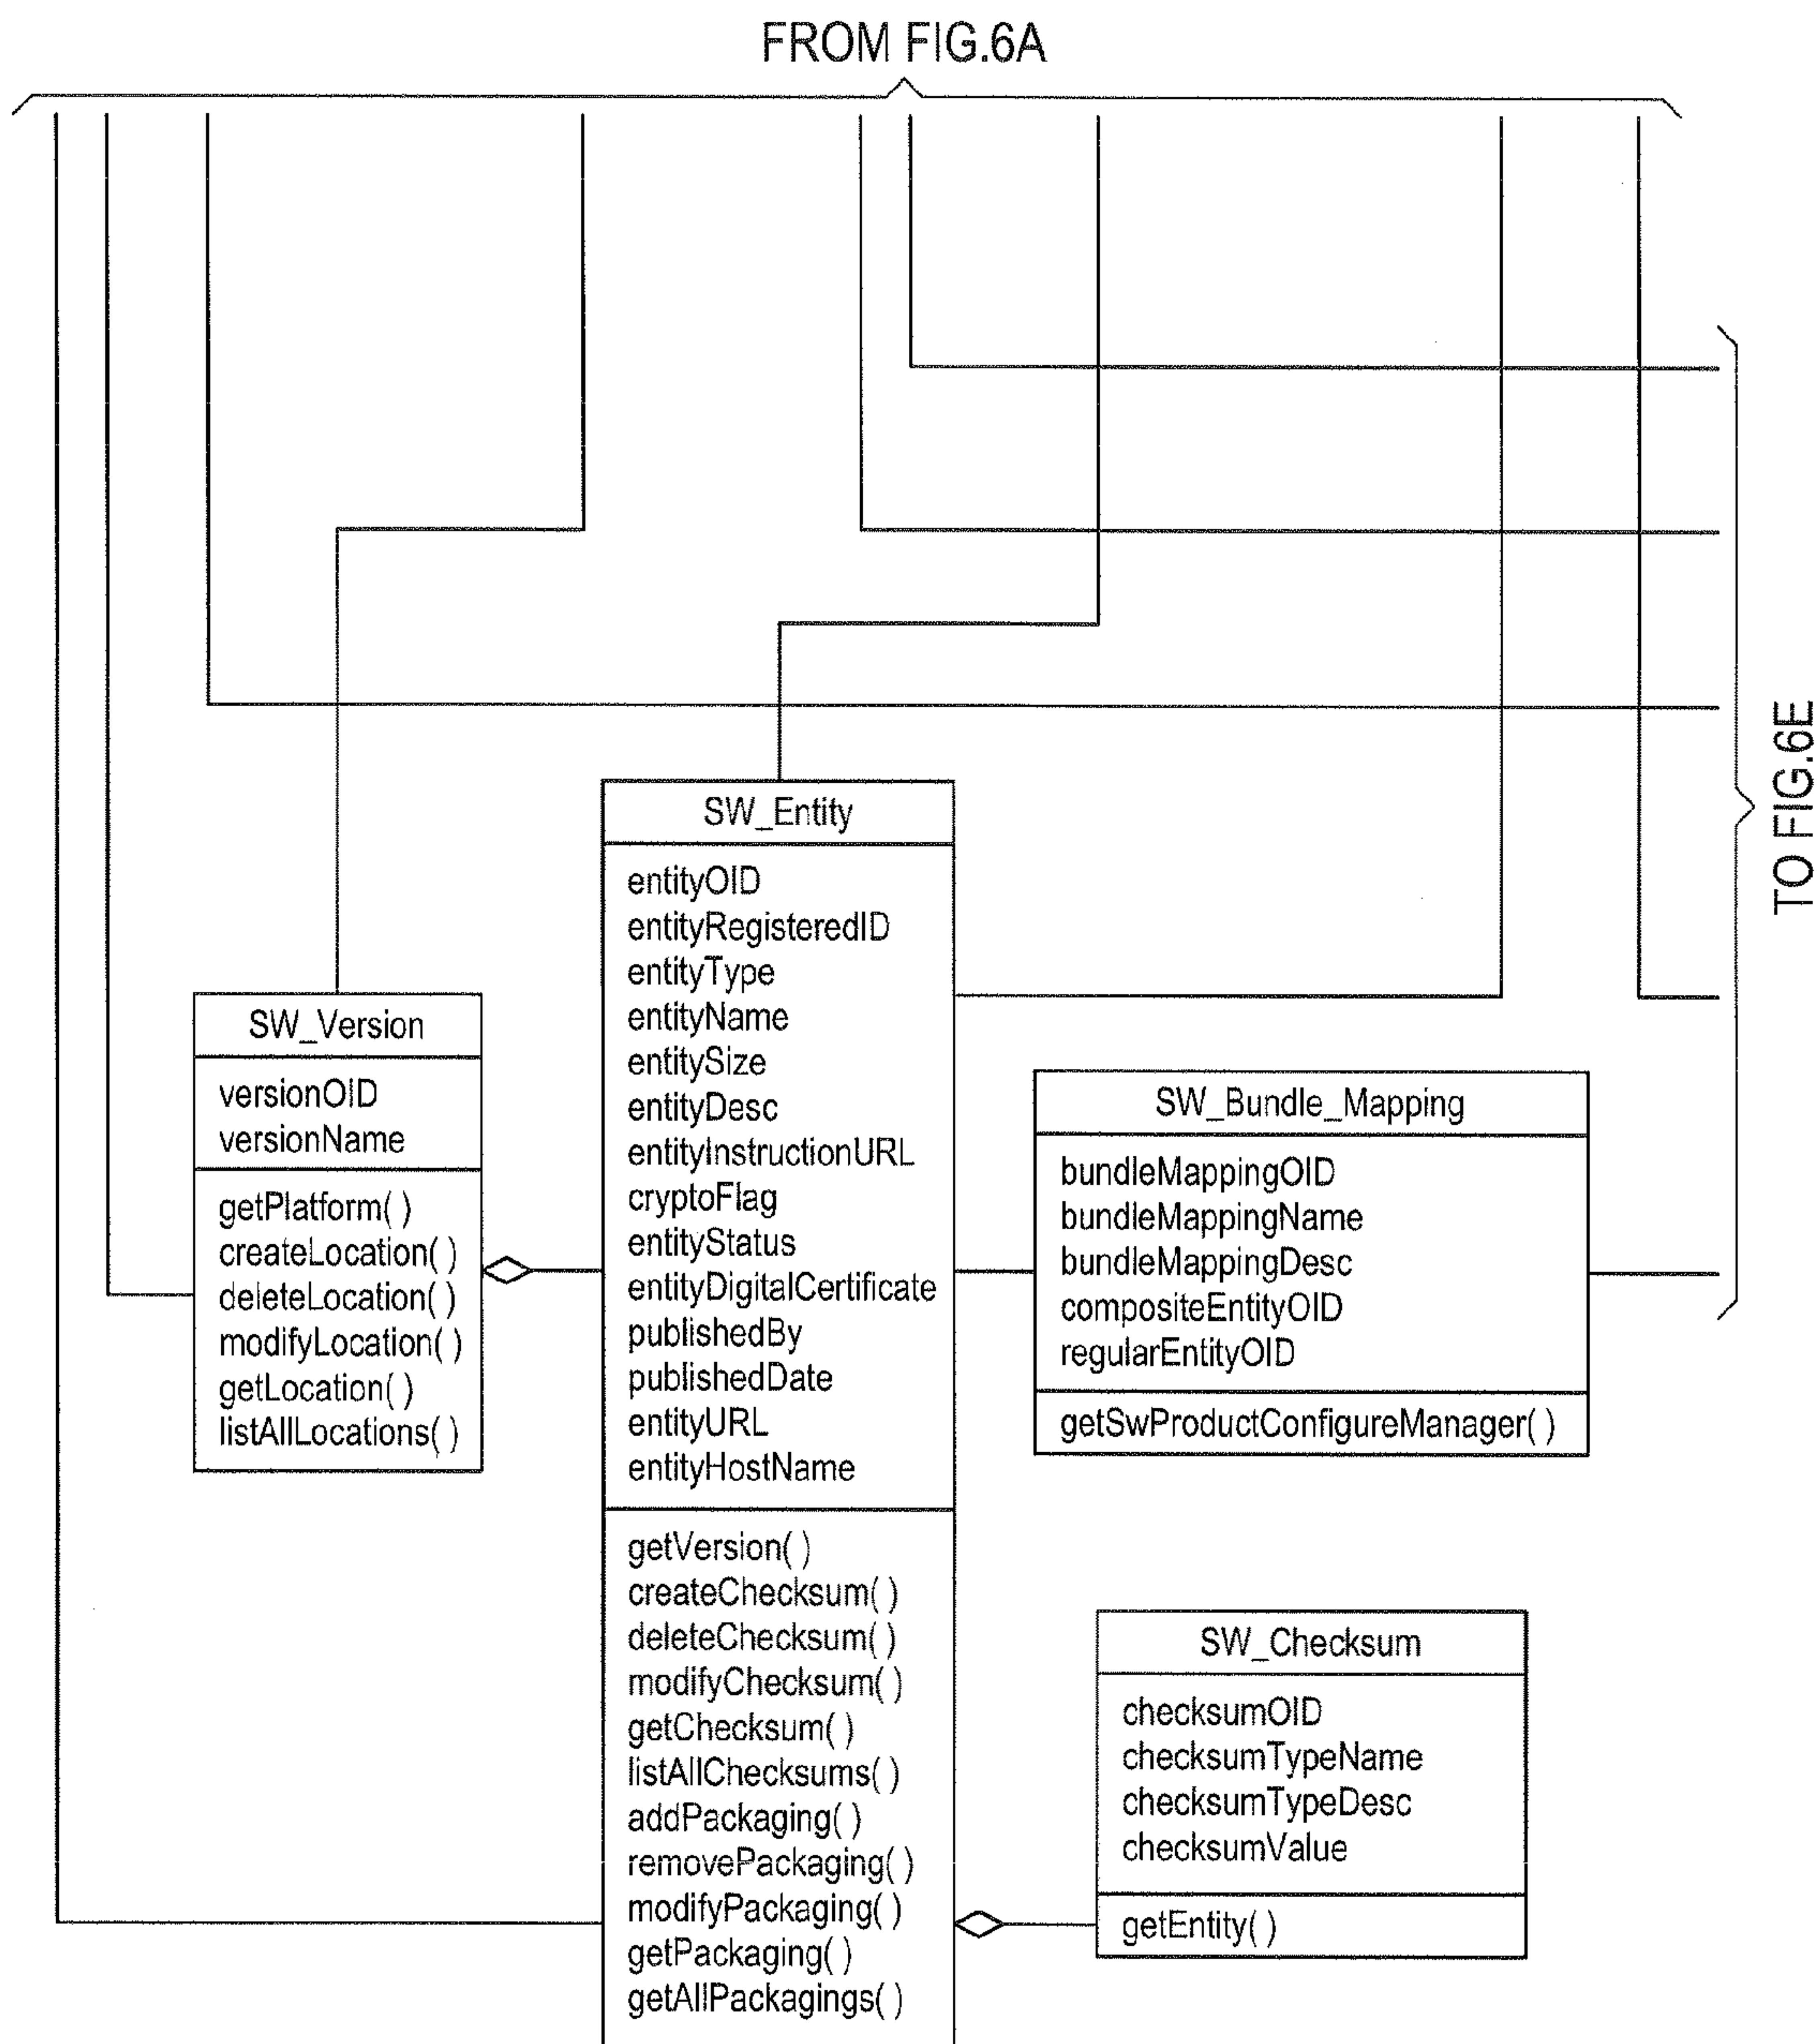 FROM FIG.6A
TO FIG.6E
SW_Version
versionOID
versionName
getPlatform( )
createLocation( )
deleteLocation( )
modifyLocation( )
getLocation( )
listAllLocations( )
SW_Entity
entityOID
entityRegisteredID
entityType
entityName
entitySize
entityDesc
entityInstructionURL
cryptoFlag
entityStatus
entityDigitalCertificate
publishedBy
publishedDate
entityURL
entityHostName
getVersion( )
createChecksum( )
deleteChecksum( )
modifyChecksum( )
getChecksum( )
listAllChecksums( )
addPackaging( )
removePackaging( )
modifyPackaging( )
getPackaging( )
getAllPackagings( )
SW_Bundle_Mapping
bundleMappingOID
bundleMappingName
bundleMappingDesc
compositeEntityOID
regularEntityOID
getSwProductConfigureManager( )
SW_Checksum
checksumOID
checksumTypeName
checksumTypeDesc
checksumValue
getEntity( )